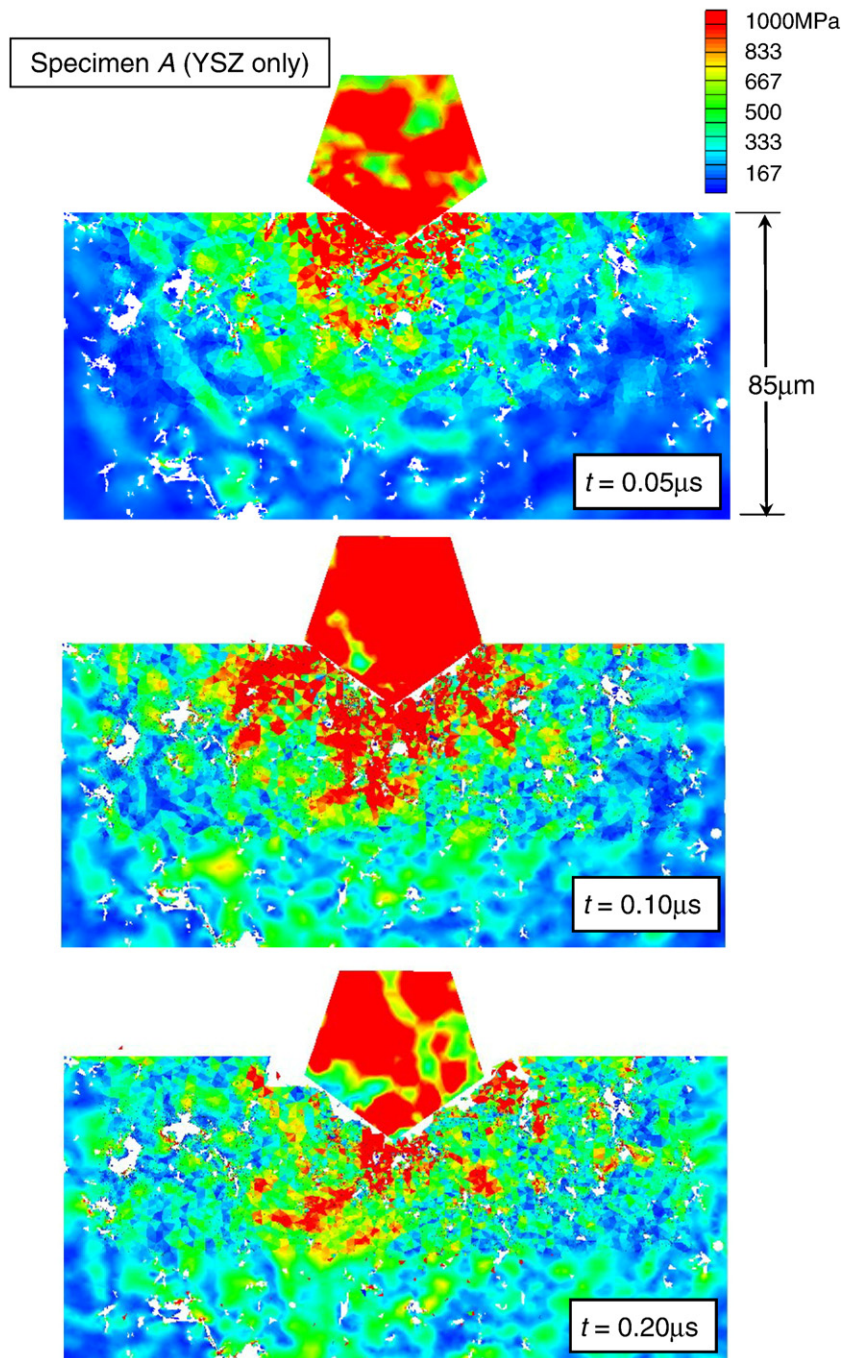 Specimen A (YSZ only)
1000MPa
833
667
500
333
167
85μm
t = 0.05μs
t = 0.10μs
t = 0.20μs